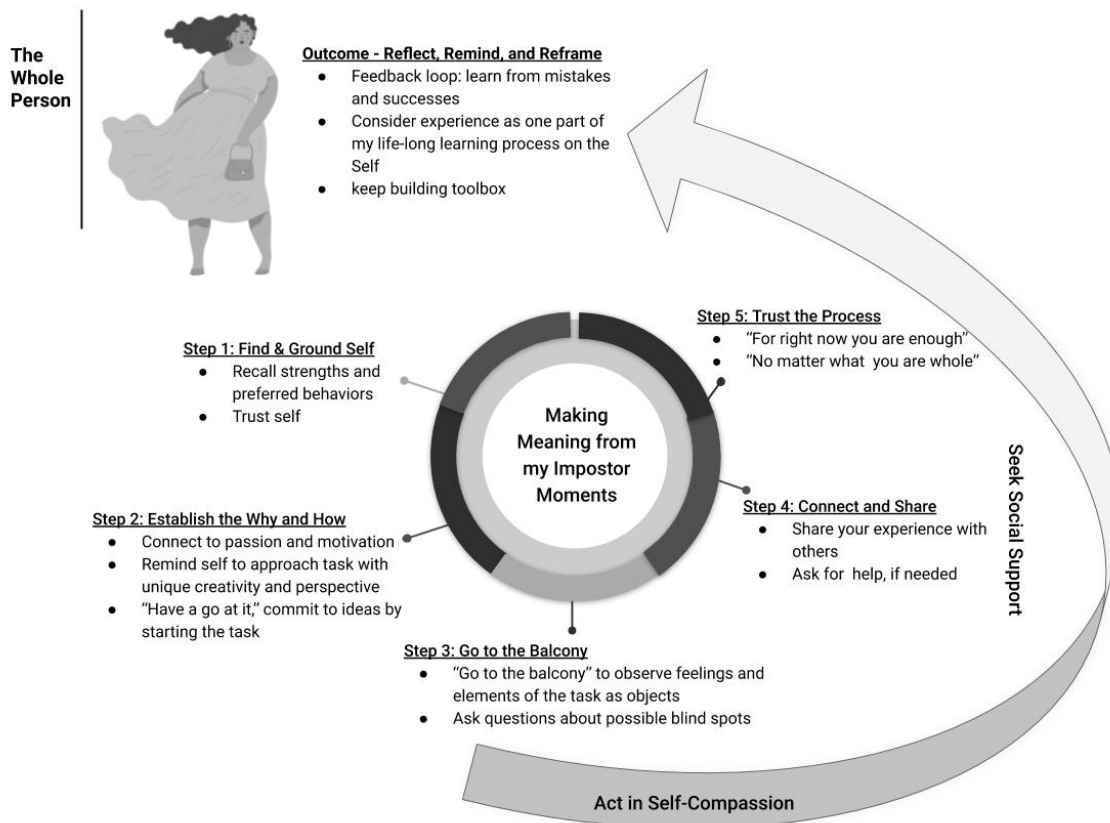 The
Whole
Person
Outcome - Reflect, Remind, and Reframe
● Feedback loop: learn from mistakes
and successes
● Consider experience as one part of
my life-long learning process on the
Self
● keep building toolbox
Step 1: Find & Ground Self
● Recall strengths and
preferred behaviors
● Trust self
Step 2: Establish the Why and How
● Connect to passion and motivation
● Remind self to approach task with
unique creativity and perspective
● “Have a go at it,” commit to ideas by
starting the task
Making
Meaning from
my Impostor
Moments
Step 3: Go to the Balcony
● “Go to the balcony” to observe feelings and
elements of the task as objects
● Ask questions about possible blind spots
Step 4: Connect and Share
● Share your experience with
others
● Ask for help, if needed
Step 5: Trust the Process
● “For right now you are enough”
● “No matter what you are whole”
Act in Self-Compassion
Seek Social Support